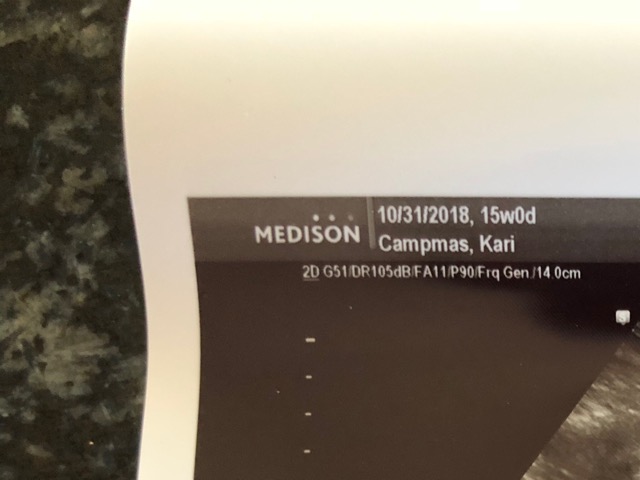 10/31/2018, 15w0d
MEDISON
Campmas, Kari
2D G51/DR105dB/FA11/P90/Frq Gen./14.0cm